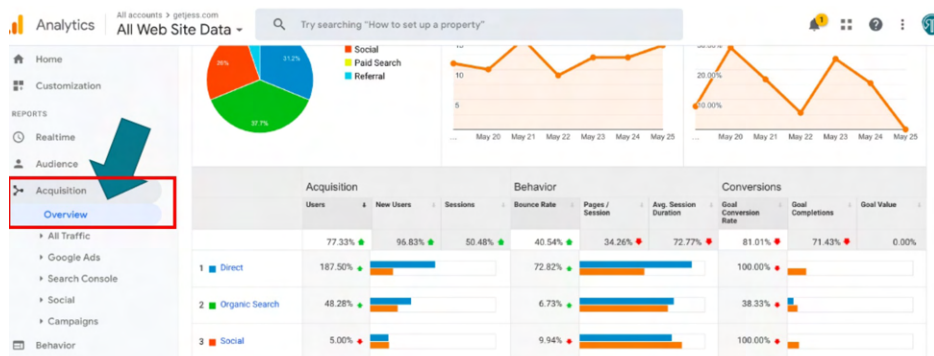 Analytics
All accounts > getjess.com
All Web Site Data
Try searching "How to set up a property"
1
Home
Customization
REPORTS
Realtime
Audience
Acquisition
Overview
All Traffic
Google Ads
Search Console
Social
Campaigns
Behavior
31.2%
37.7%
Social
Paid Search
Referral
10
5
... May 20 May 21 May 22 May 23 May 24 May 25
20.00%
10.00%
... May 20 May 21 May 22 May 23 May 24 May 25
Acquisition Behavior Conversions
Users New Users Sessions Bounce Rate Pages / Session Avg. Session Duration Goal Conversion Rate Goal Completions Goal Value
77.33% 96.83% 50.48% 40.54% 34.26% 72.77% 81.01% 71.43% 0.00%
1 Direct 187.50% 72.82% 100.00%
2 Organic Search 48.28% 6.73% 38.33%
3 Social 5.00% 9.94% 100.00%